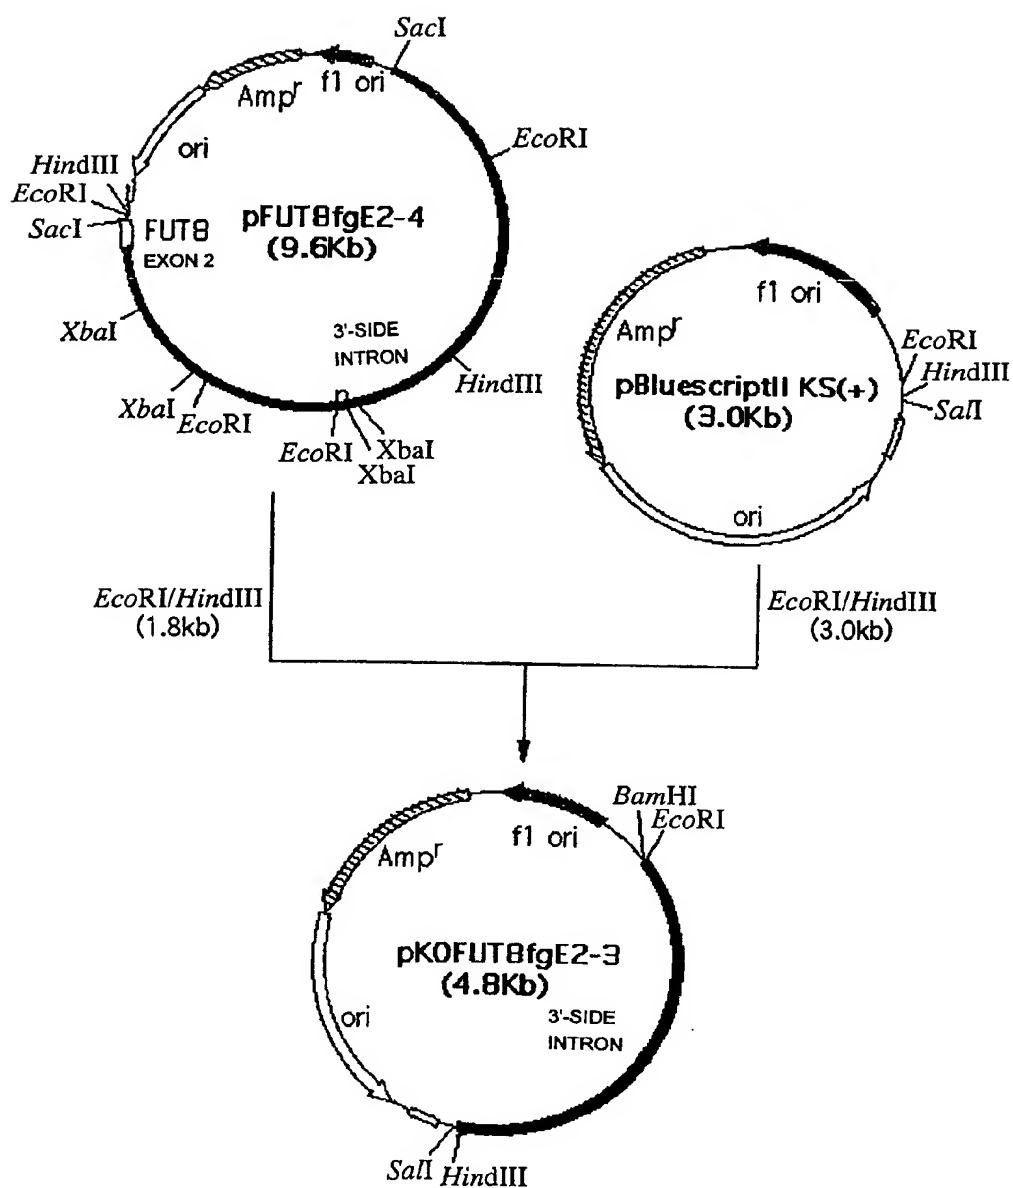 SacI
f1 ori
Ampr
EcoRI
ori
HindIII
EcoRI
SacI
FUT8
EXON 2
pFUT8fgE2-4
(9.6Kb)
XbaI
3'-SIDE
INTRON
HindIII
XbaI
EcoRI
n
EcoRI
XbaI
XbaI
f1 ori
Ampr
EcoRI
HindIII
SalI
pBluescriptII KS(+)
(3.0Kb)
ori
EcoRI/HindIII
(1.8kb)
EcoRI/HindIII
(3.0kb)
BamHI
EcoRI
f1 ori
Ampr
pKOFUT8fgE2-3
(4.8Kb)
3'-SIDE
INTRON
ori
SalI
HindIII